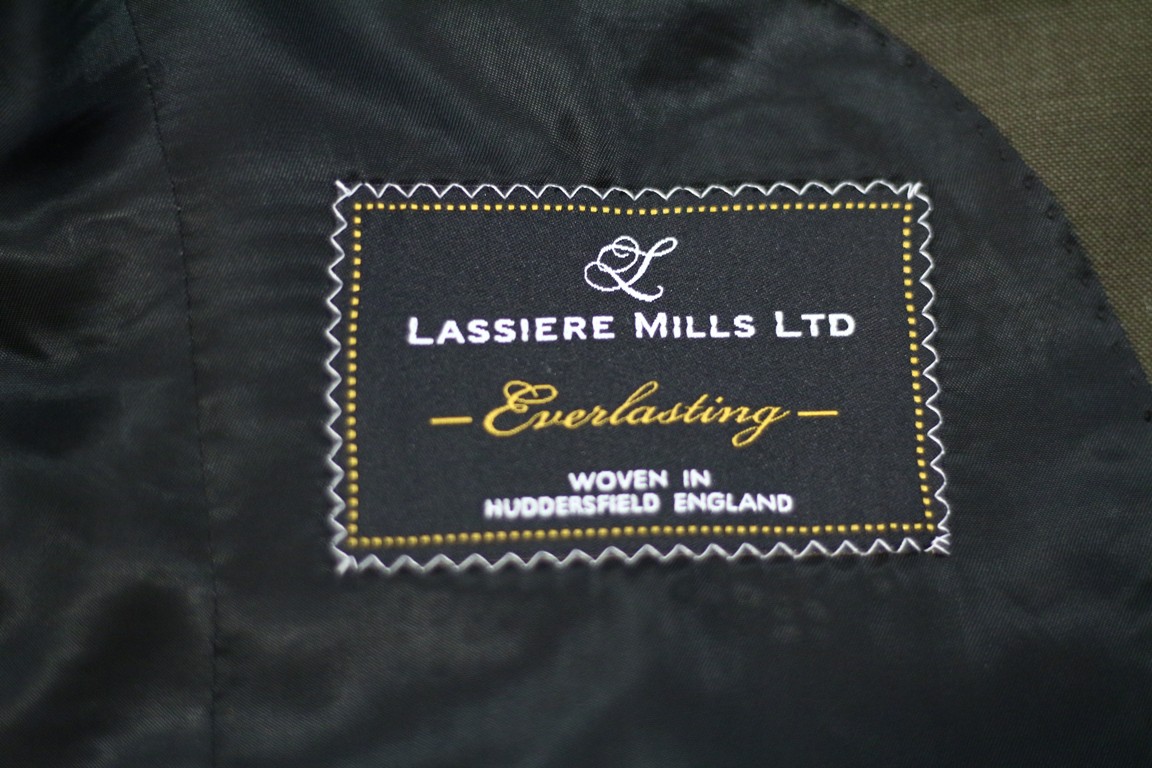 L
LASSIERE MILLS LTD
— Everlasting —
WOVEN IN
HUDDERSFIELD ENGLAND